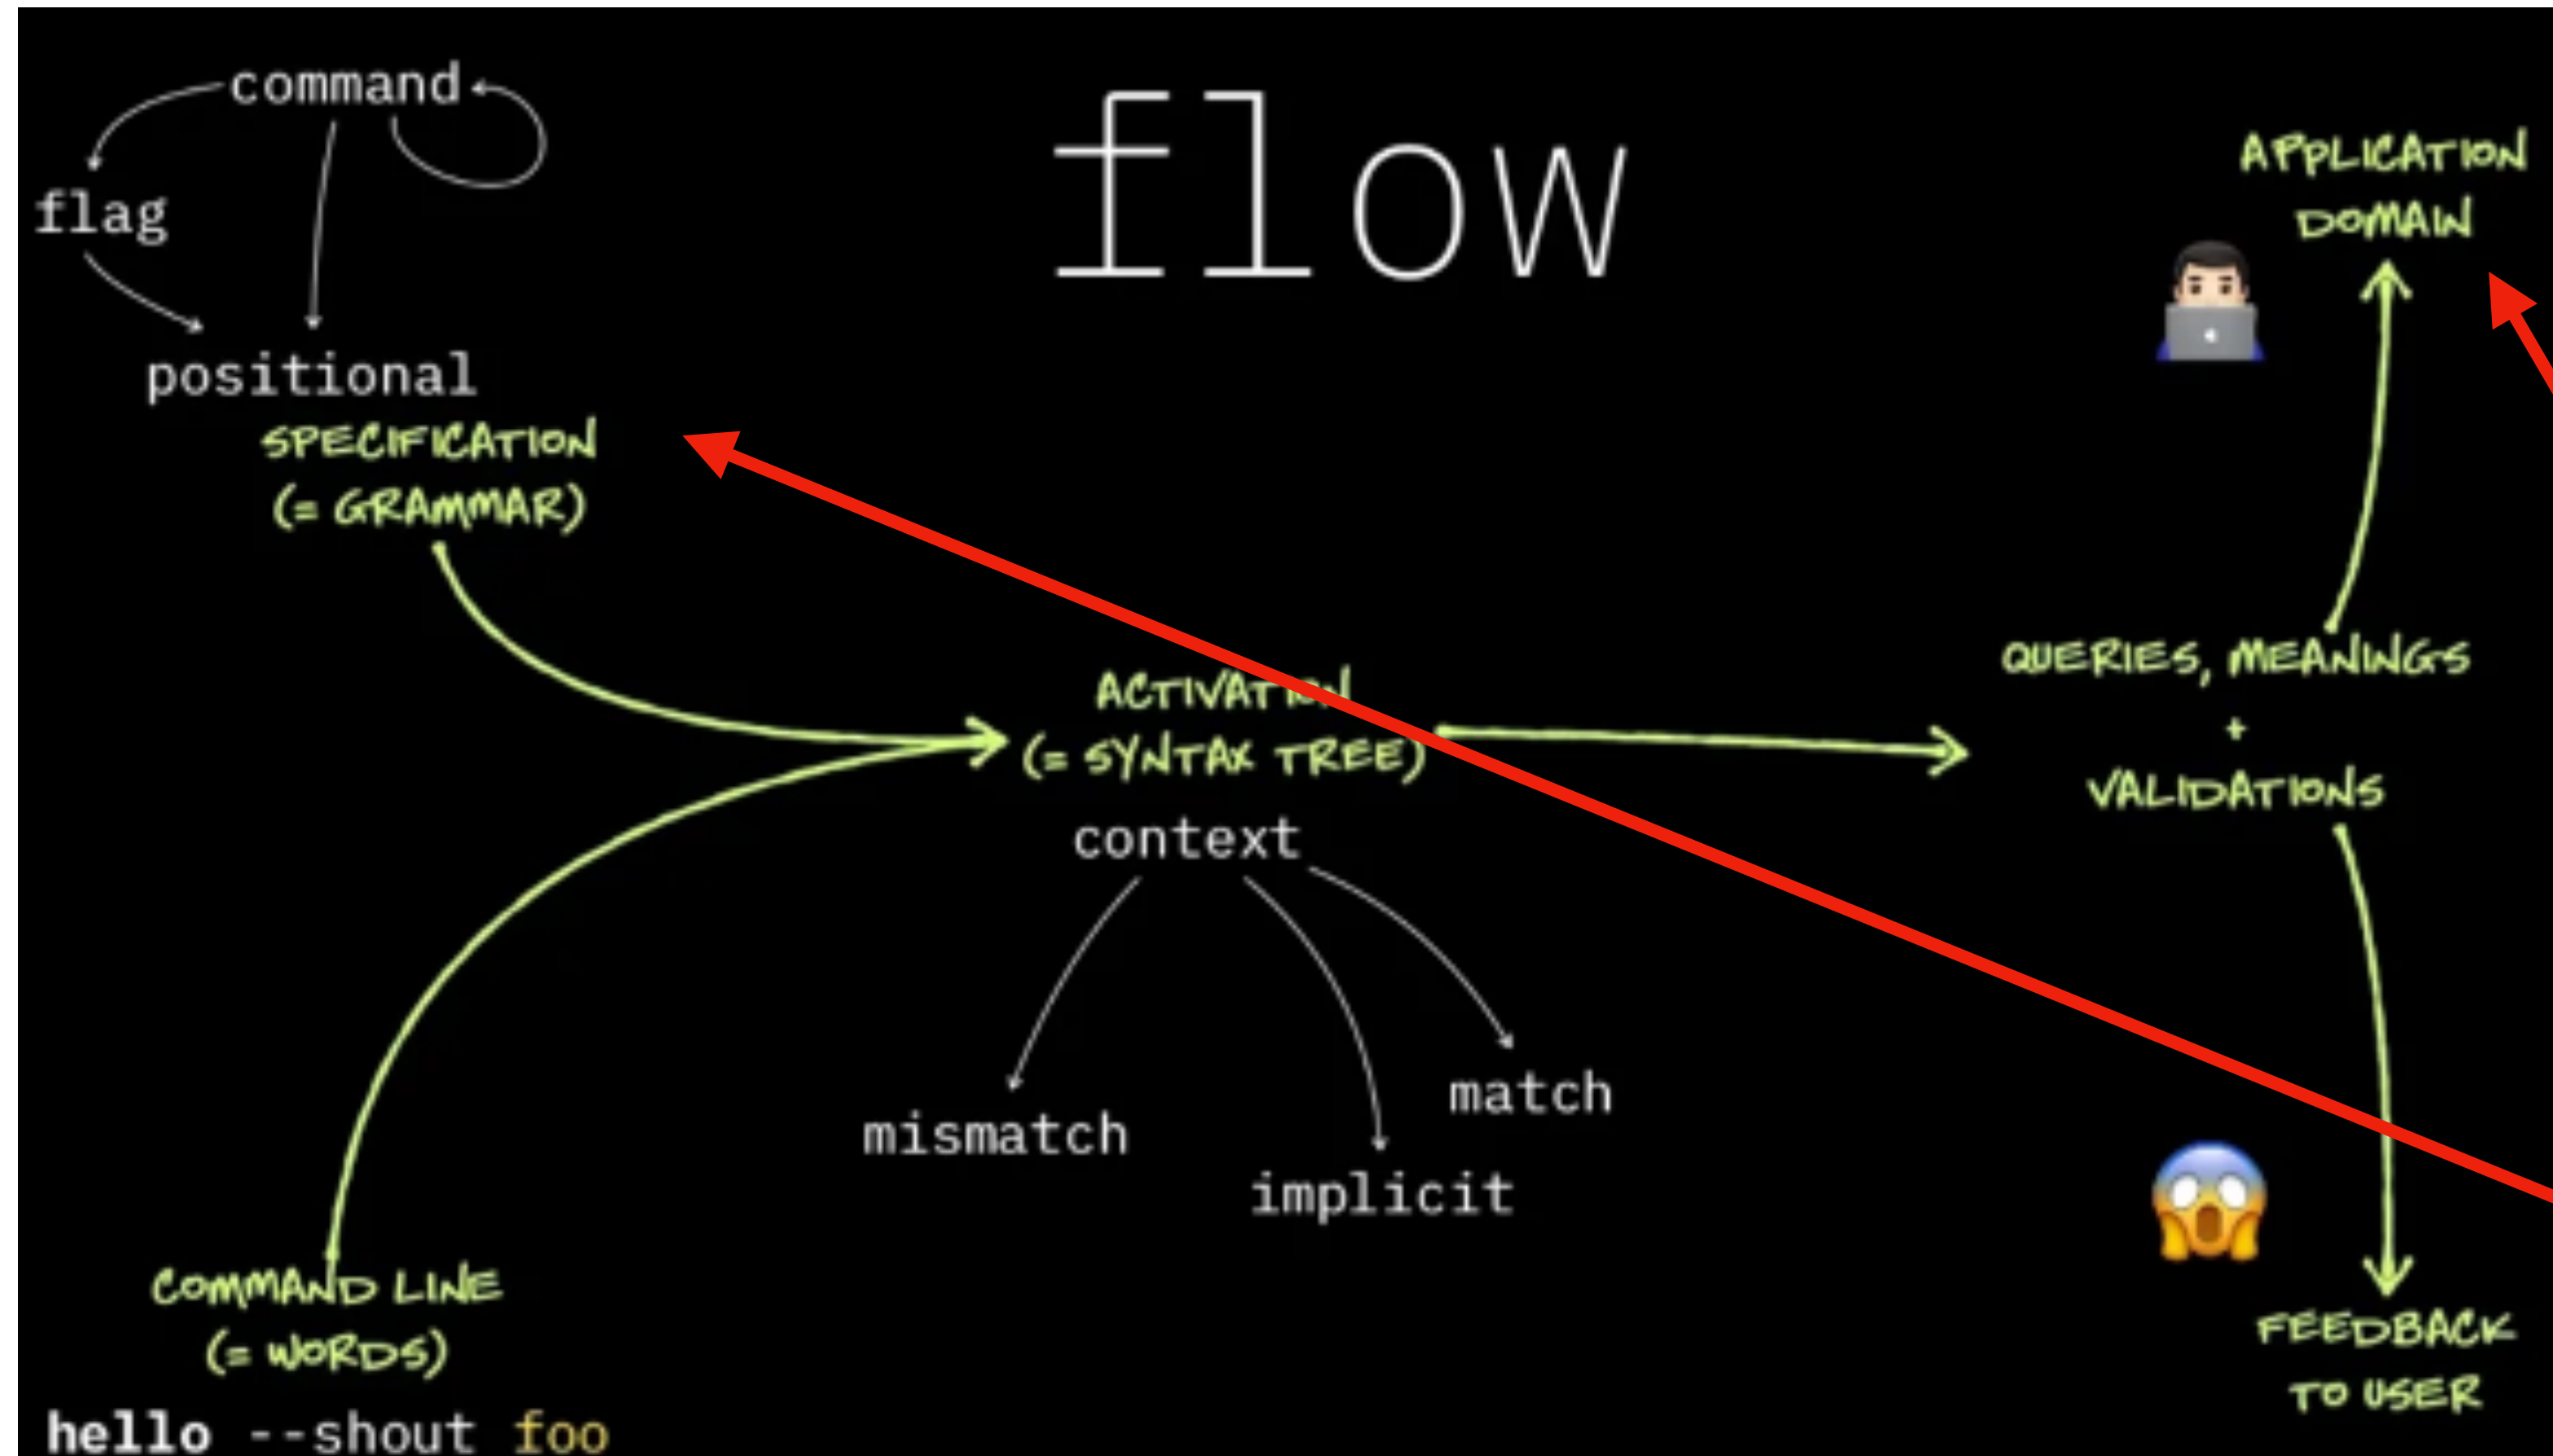 command
flow
flag
positional
SPECIFICATION
(= GRAMMAR)
APPLICATION
DOMAIN
ACTIVATION
(= SYNTAX TREE)
context
mismatch
match
implicit
QUERIES, MEANINGS
+
VALIDATIONS
COMMAND LINE
(= WORDS)
hello --shout foo
FEEDBACK
TO USER